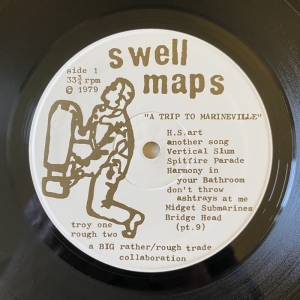 swell
maps
side 1
33⅓ rpm
© 1979
"A TRIP TO MARINEVILLE"
H.S.art
another song
Vertical Slum
Spitfire Parade
Harmony in
your Bathroom
don't throw
ashtrays at me
Midget Submarines
Bridge Head
(pt.9)
troy one
rough two
a BIG rather/rough trade
collaboration